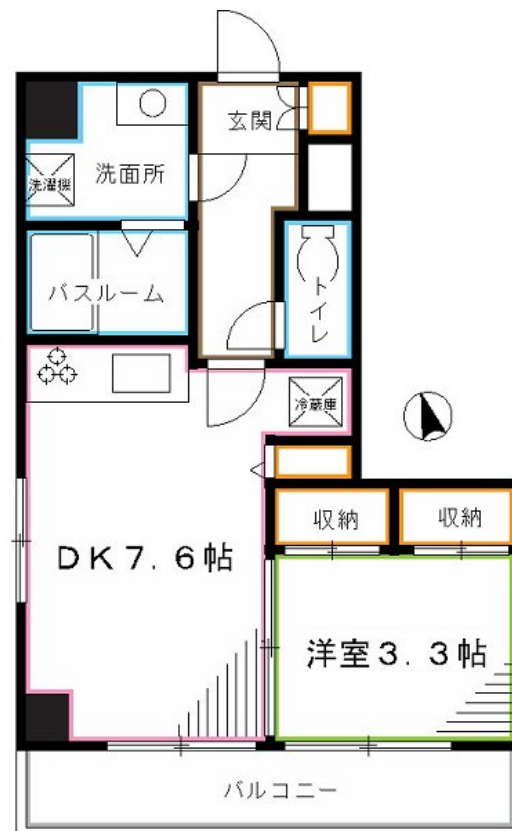 玄関
洗面所
洗濯機
バスルーム
トイレ
冷蔵庫
収納
収納
DK7.6帖
洋室3.3帖
バルコニー